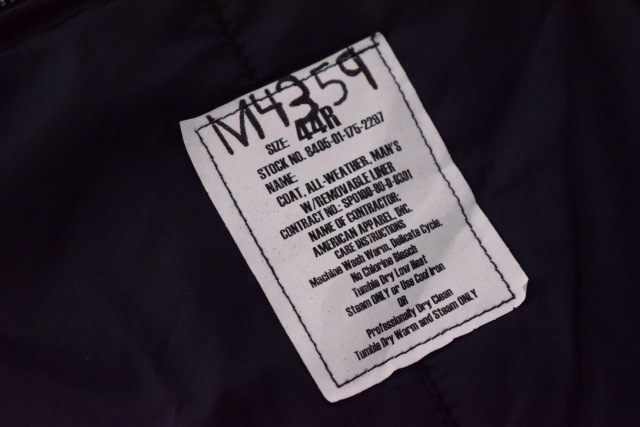 M4359
SIZE: 44R
STOCK NO. 8405-01-175-2297
NAME:
COAT, ALL-WEATHER, MAN'S
W/REMOVABLE LINER
CONTRACT NO.: SPO100-99-D-0301
NAME OF CONTRACTOR:
AMERICAN APPAREL, INC.
CARE INSTRUCTIONS
Machine Wash Warm, Delicate Cycle.
No Chlorine Bleach
Tumble Dry Low Heat
Steam ONLY or Use Cool Iron
OR
Professionally Dry Clean
Tumble Dry Warm and Steam ONLY